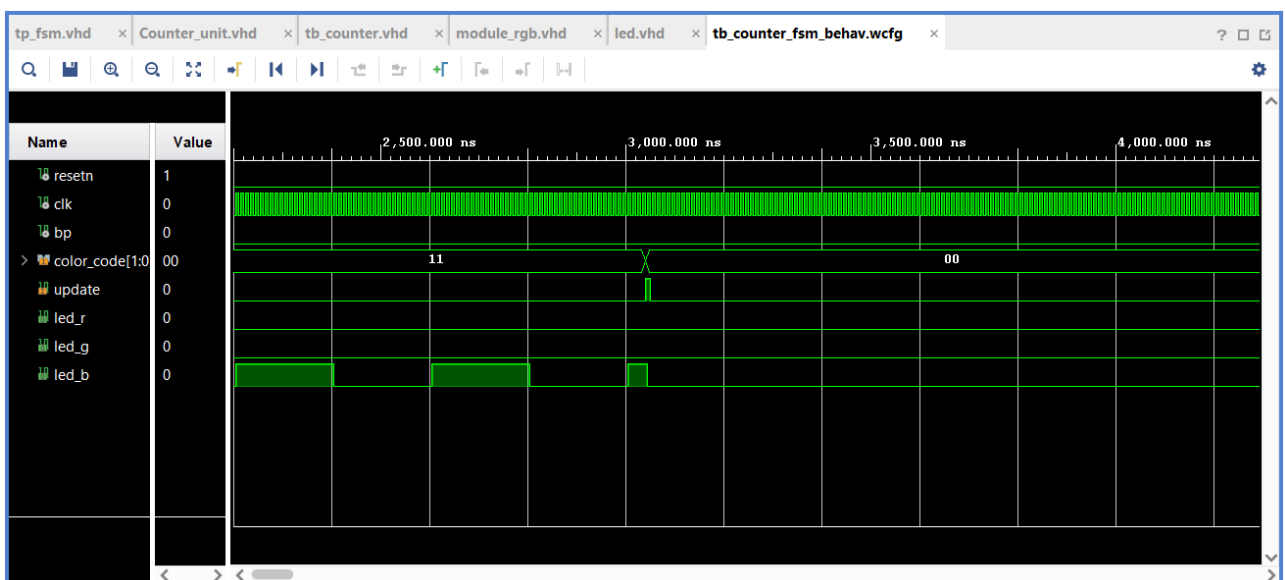 tp_fsm.vhd × Counter_unit.vhd × tb_counter.vhd × module_rgb.vhd × led.vhd × tb_counter_fsm_behav.wcfg ×
Name Value 2,500.000 ns 3,000.000 ns 3,500.000 ns 4,000.000 ns
resetn 1
clk 0
bp 0
color_code[1:0 00 11 00
update 0
led_r 0
led_g 0
led_b 0